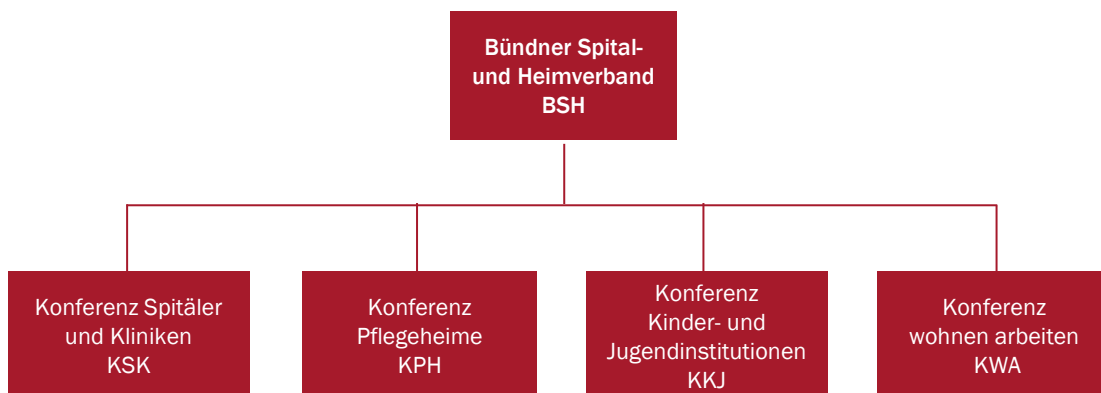 Bündner Spital-
und Heimverband
BSH
Konferenz Spitäler
und Kliniken
KSK
Konferenz
Pflegeheime
KPH
Konferenz
Kinder- und
Jugendinstitutionen
KKJ
Konferenz
wohnen arbeiten
KWA